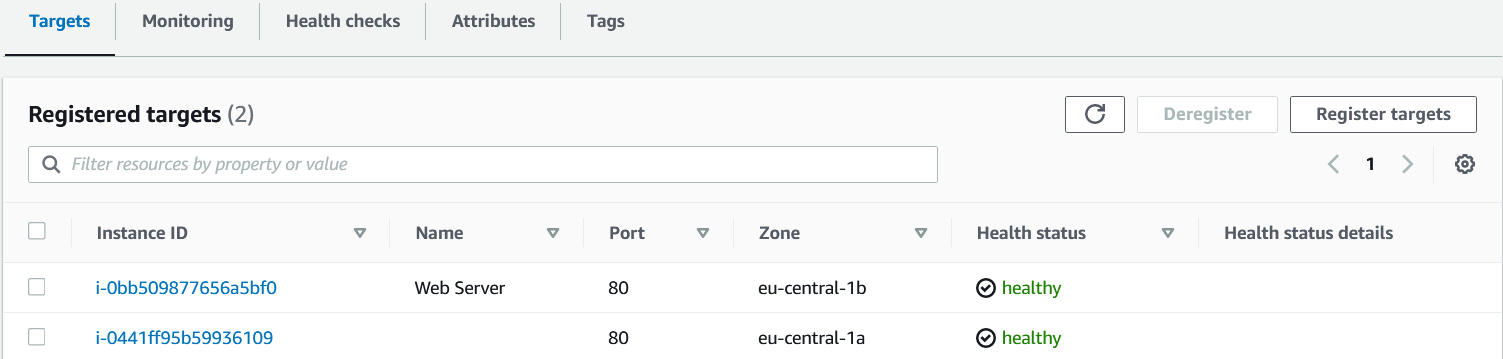 Targets Monitoring Health checks Attributes Tags
Registered targets (2) Deregister Register targets
Filter resources by property or value 1
Instance ID Name Port Zone Health status Health status details
i-0bb509877656a5bf0 Web Server 80 eu-central-1b healthy
i-0441ff95b59936109 80 eu-central-1a healthy